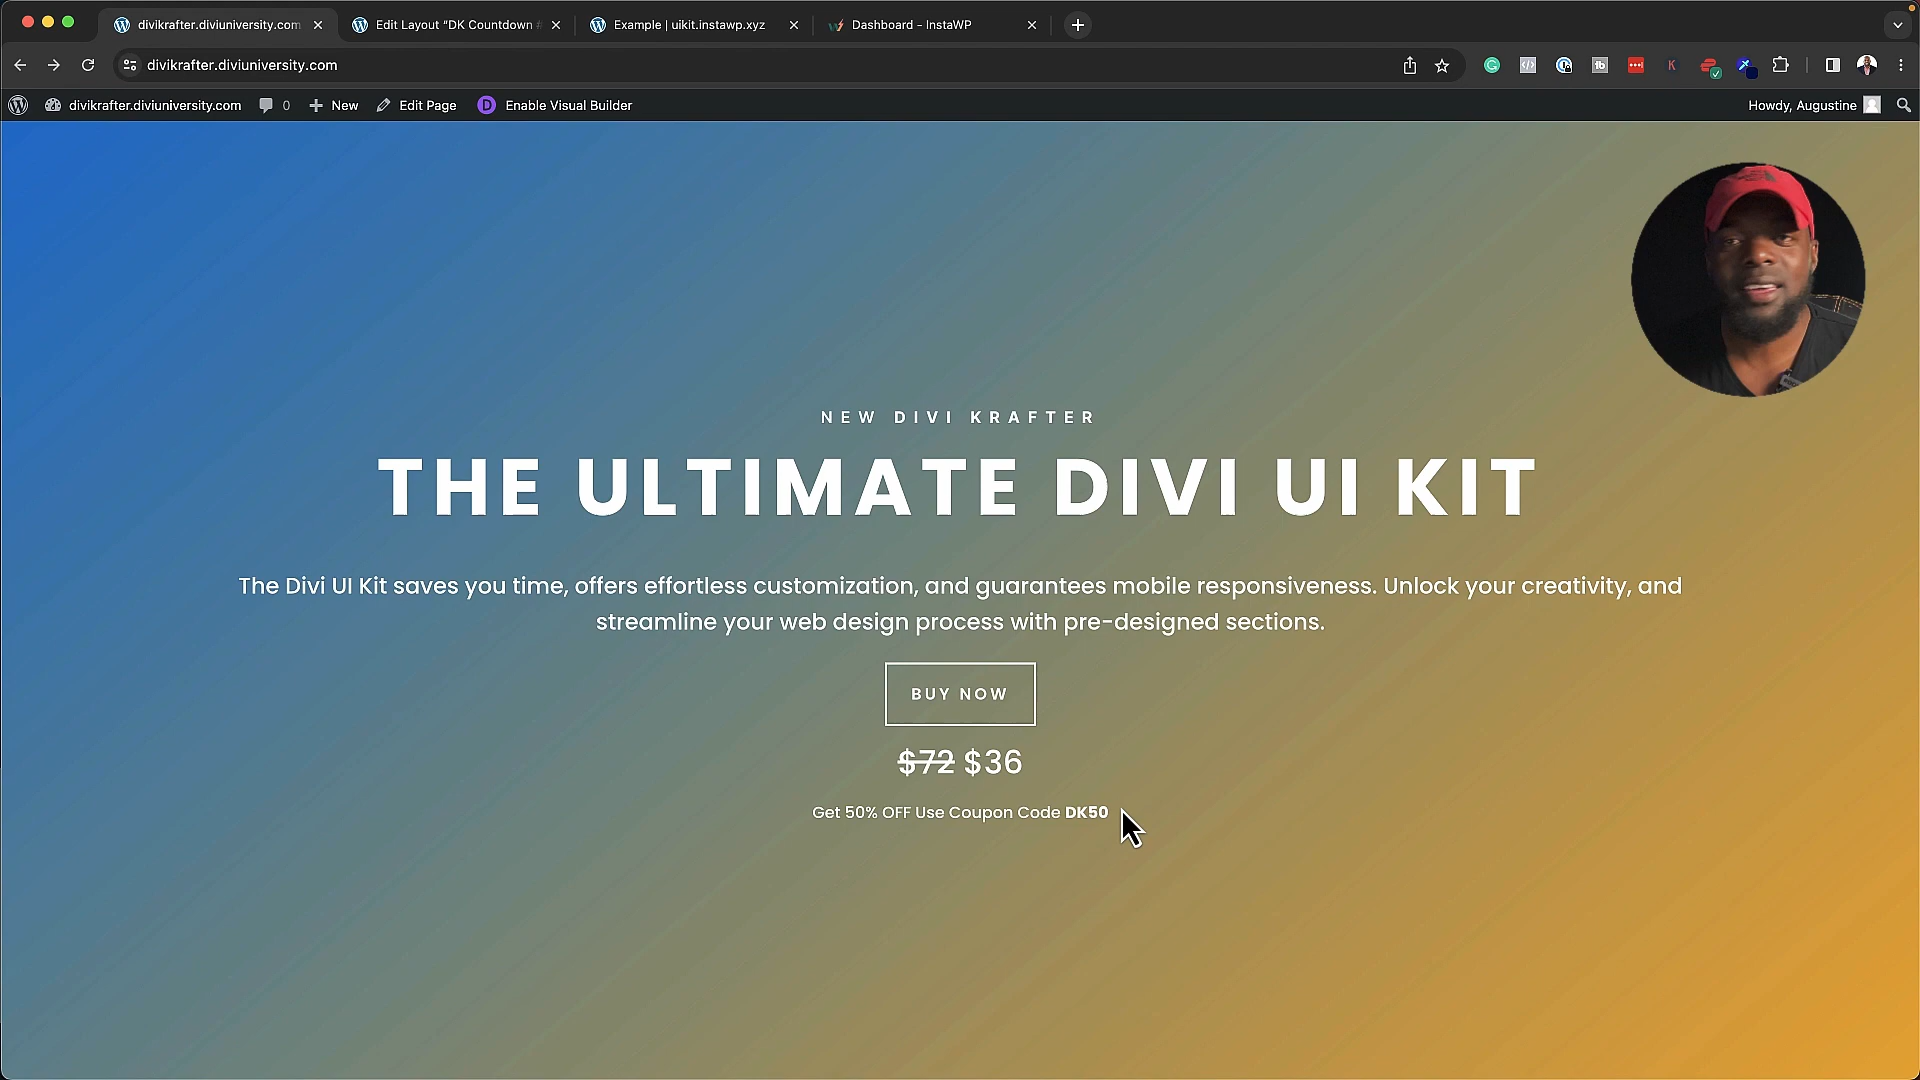 divikrafter.diviuniversity.com
Edit Layout “DK Countdown
Example | uikit.instawp.xyz
Dashboard - InstaWP
divikrafter.diviuniversity.com
divikrafter.diviuniversity.com
0
New
Edit Page
D
Enable Visual Builder
Howdy, Augustine
NEW DIVI KRAFTER
THE ULTIMATE DIVI UI KIT
The Divi UI Kit saves you time, offers effortless customization, and guarantees mobile responsiveness. Unlock your creativity, and
streamline your web design process with pre-designed sections.
BUY NOW
$72 $36
Get 50% OFF Use Coupon Code DK50